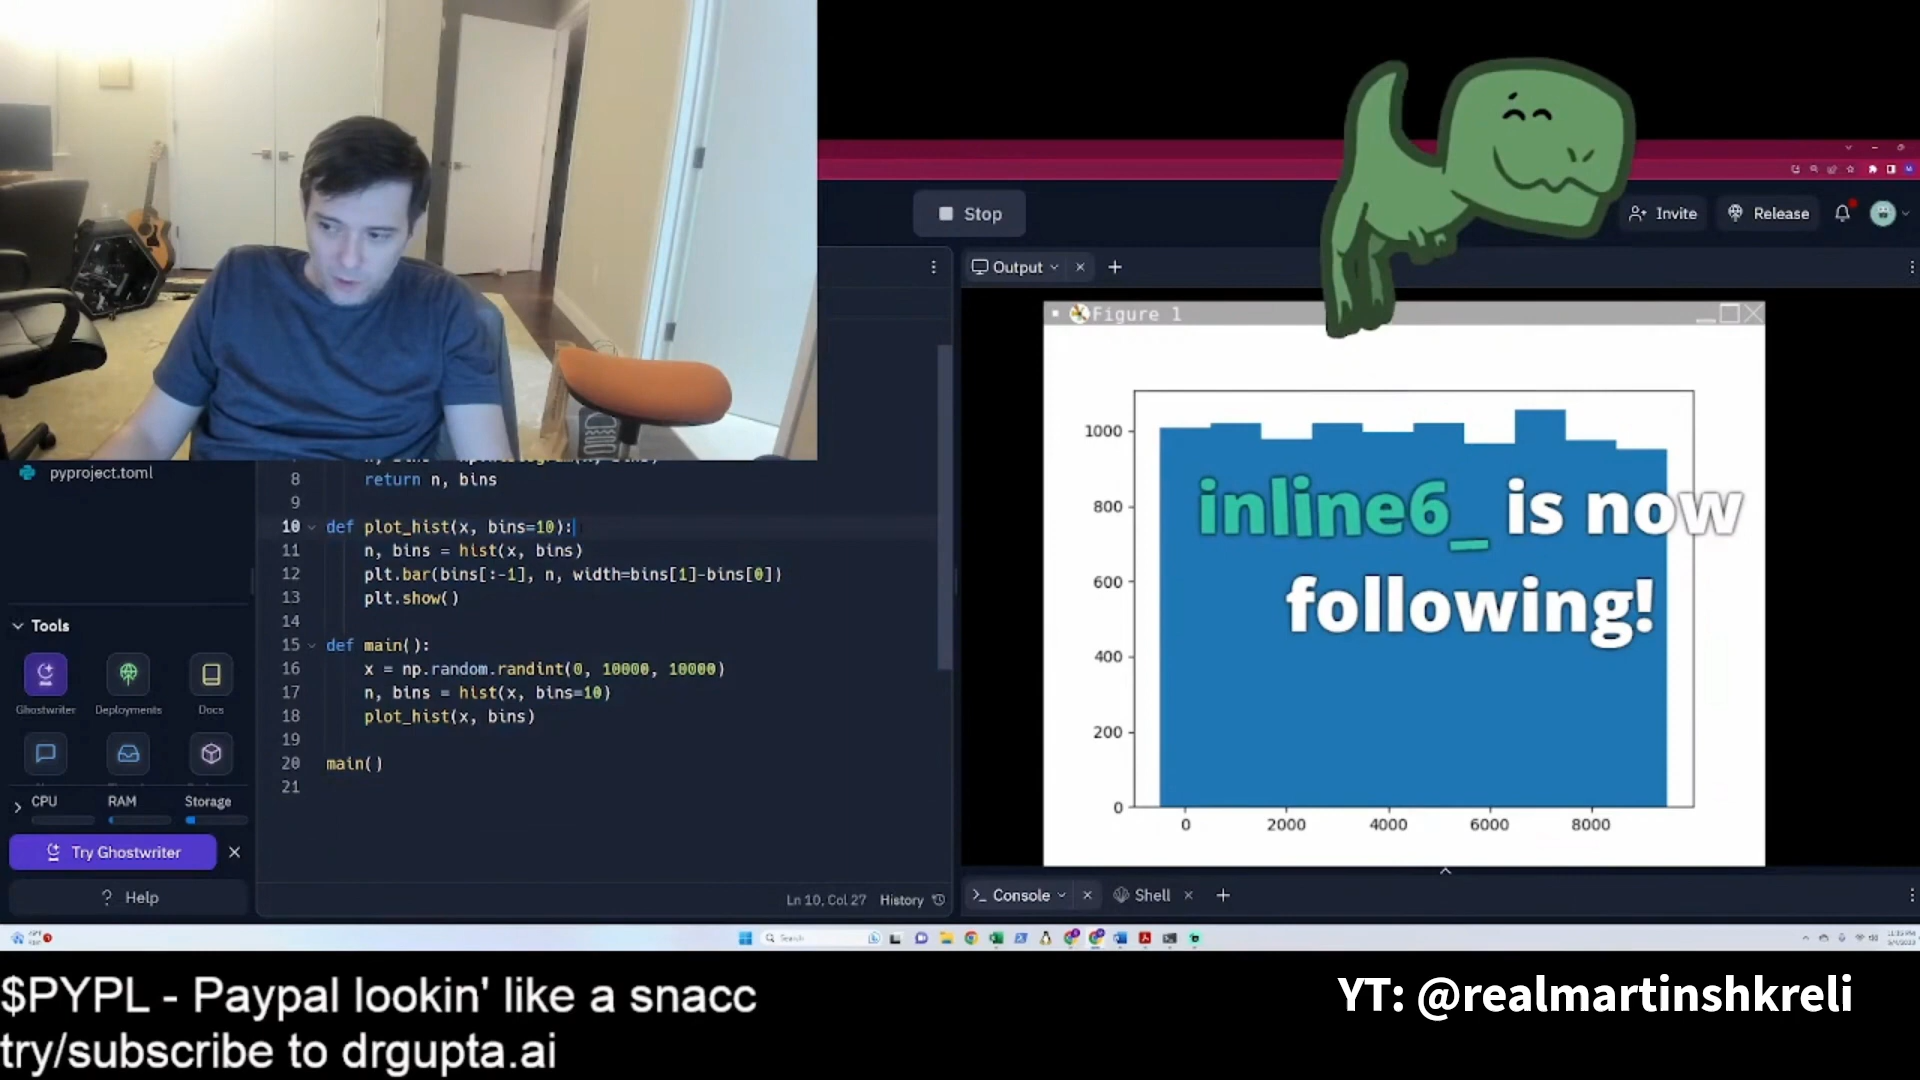 Stop
Invite
Release
Output
Figure 1
pyproject.toml
8 return n, bins
9
10 def plot_hist(x, bins=10):
11 n, bins = hist(x, bins)
12 plt.bar(bins[:-1], n, width=bins[1]-bins[0])
13 plt.show()
14
15 def main():
16 x = np.random.randint(0, 10000, 10000)
17 n, bins = hist(x, bins=10)
18 plot_hist(x, bins)
19
20 main()
21
Tools
Ghostwriter Deployments Docs
CPU RAM Storage
Try Ghostwriter
? Help
Ln 10, Col 27 History
1000
800
600
400
200
0
0 2000 4000 6000 8000
inline6_ is now
following!
>_ Console
Shell
Search
$PYPL - Paypal lookin' like a snacc
try/subscribe to drgupta.ai
YT: @realmartinshkreli